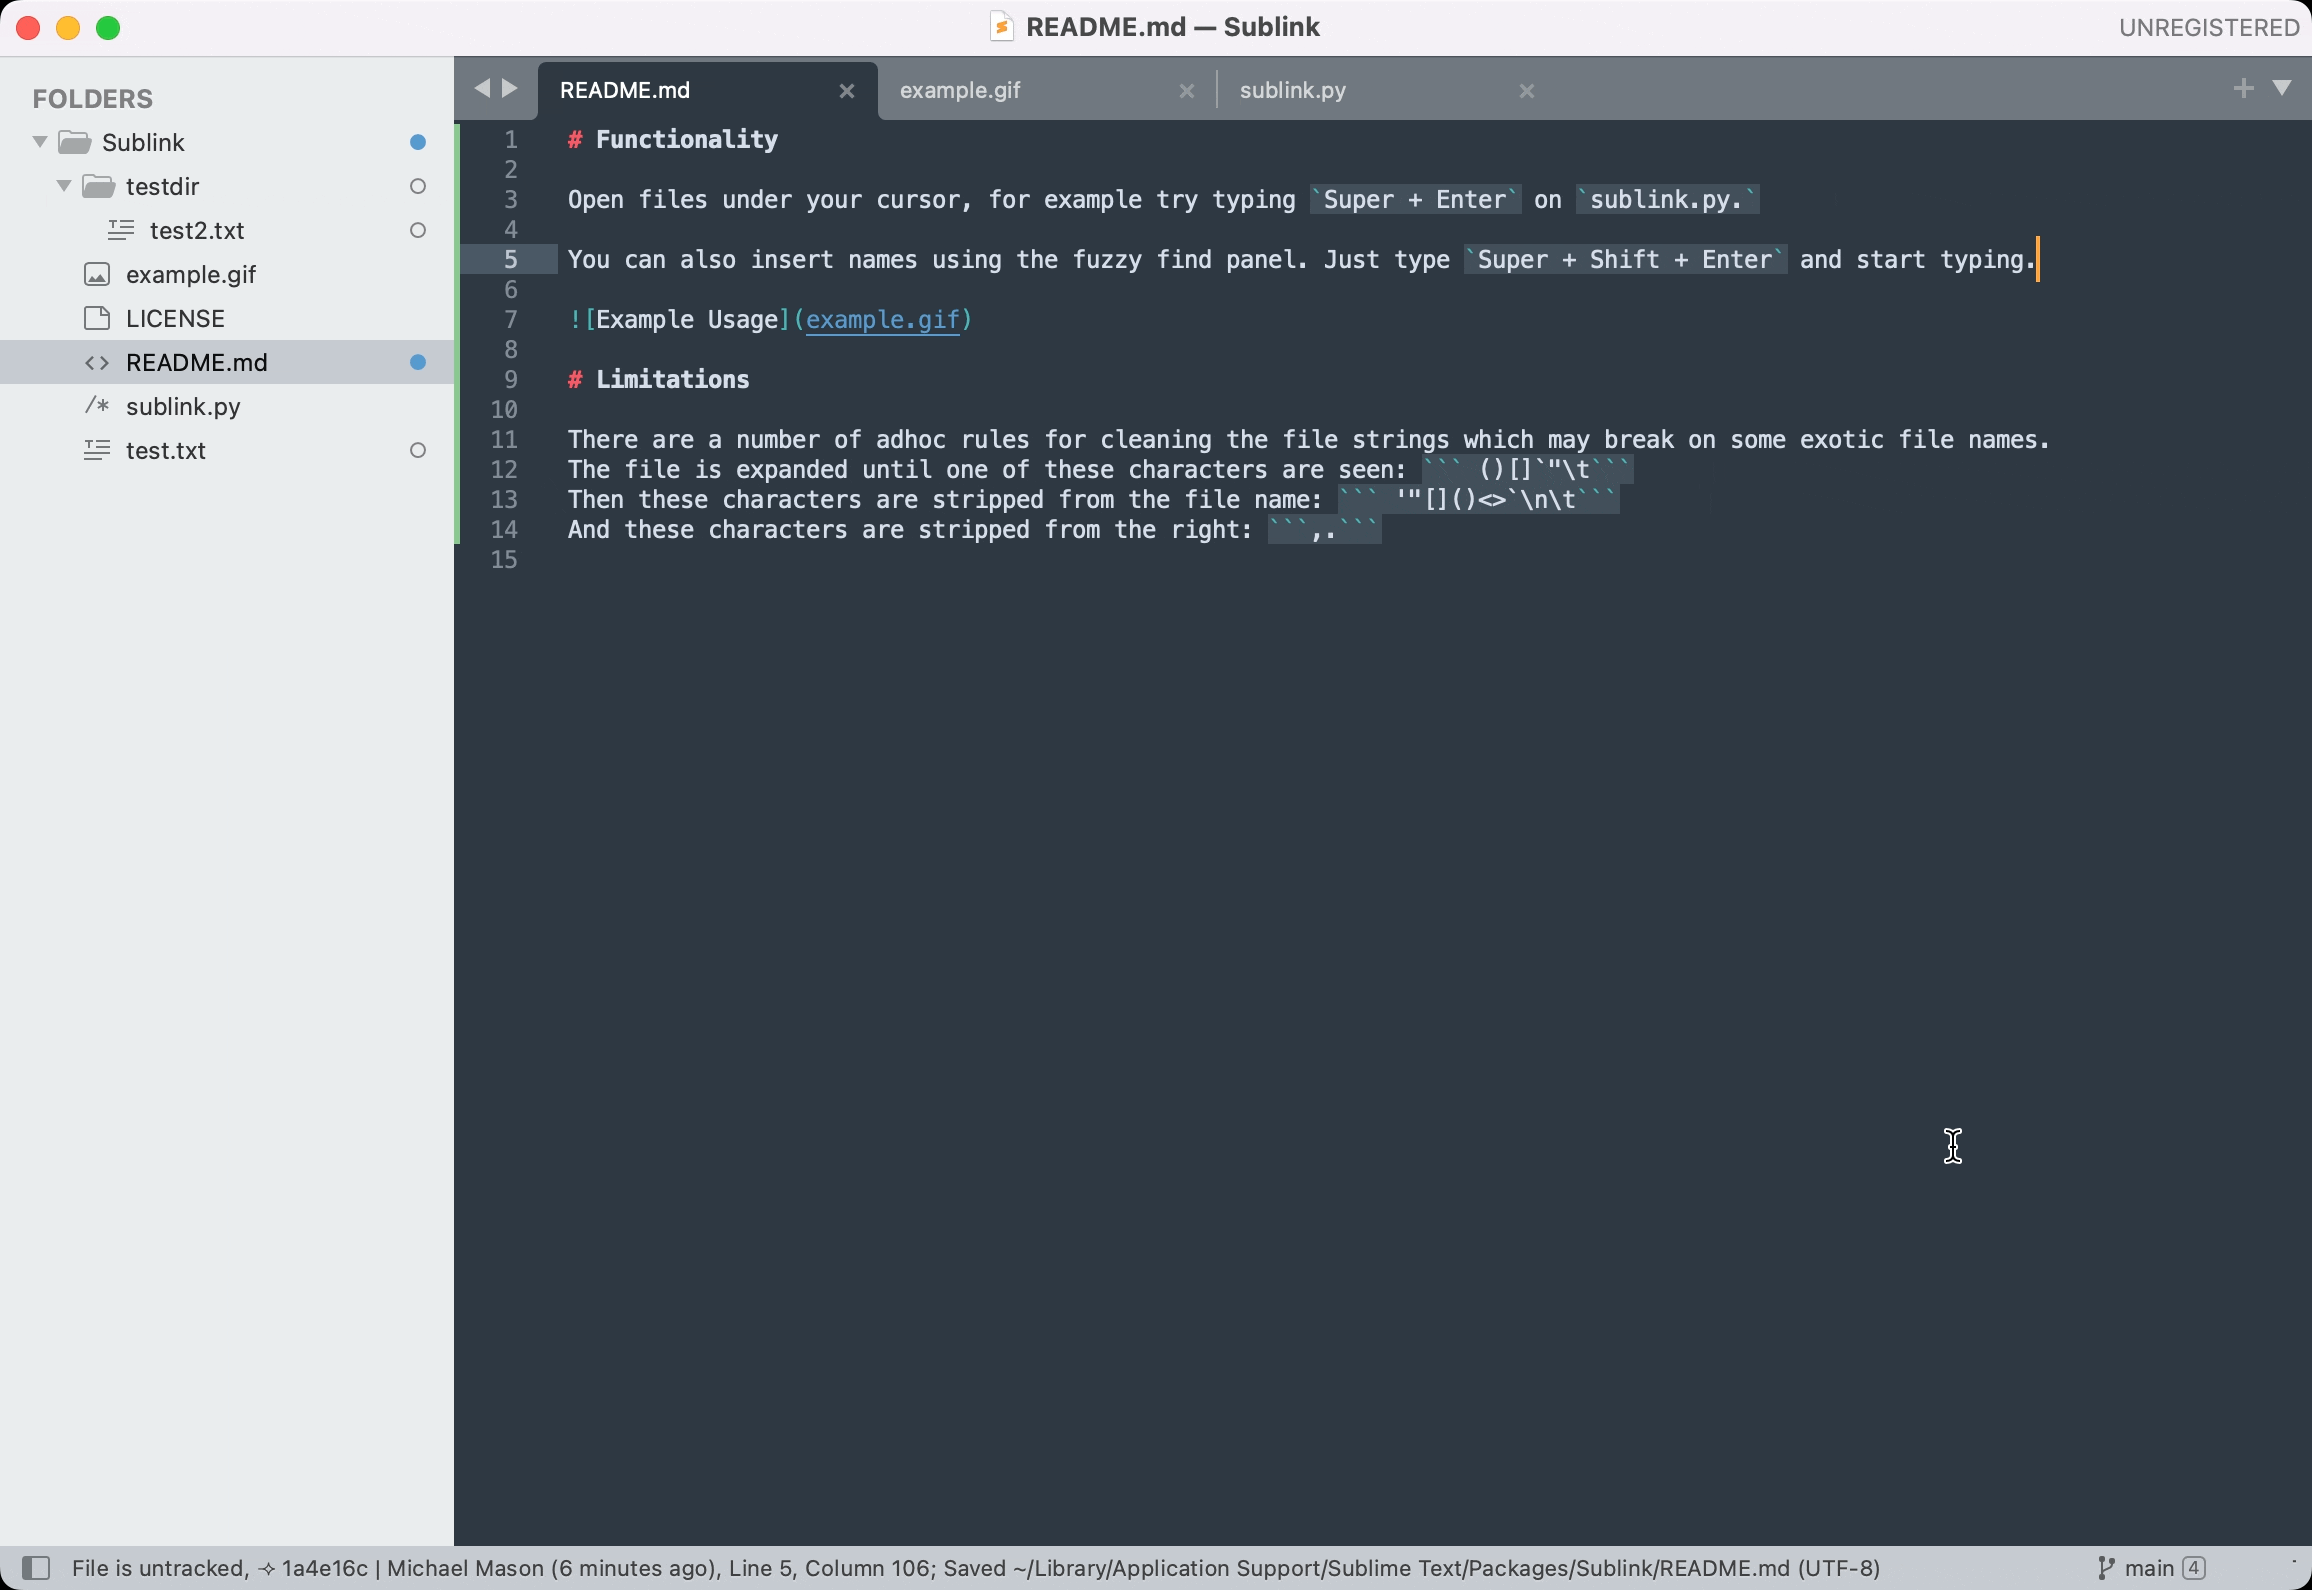 README.md — Sublink
UNREGISTERED
FOLDERS
Sublink
testdir
test2.txt
example.gif
LICENSE
README.md
sublink.py
test.txt
README.md
example.gif
sublink.py
1 # Functionality
2
3 Open files under your cursor, for example try typing `Super + Enter` on `sublink.py.`
4
5 You can also insert names using the fuzzy find panel. Just type `Super + Shift + Enter` and start typing.
6
7 ![Example Usage](example.gif)
8
9 # Limitations
10
11 There are a number of adhoc rules for cleaning the file strings which may break on some exotic file names.
12 The file is expanded until one of these characters are seen: ``` ()[]`"\t```
13 Then these characters are stripped from the file name: ``` '"[]()<>`\n\t```
14 And these characters are stripped from the right: ```,.```
15
File is untracked, 1a4e16c | Michael Mason (6 minutes ago), Line 5, Column 106; Saved ~/Library/Application Support/Sublime Text/Packages/Sublink/README.md (UTF-8)
main 4